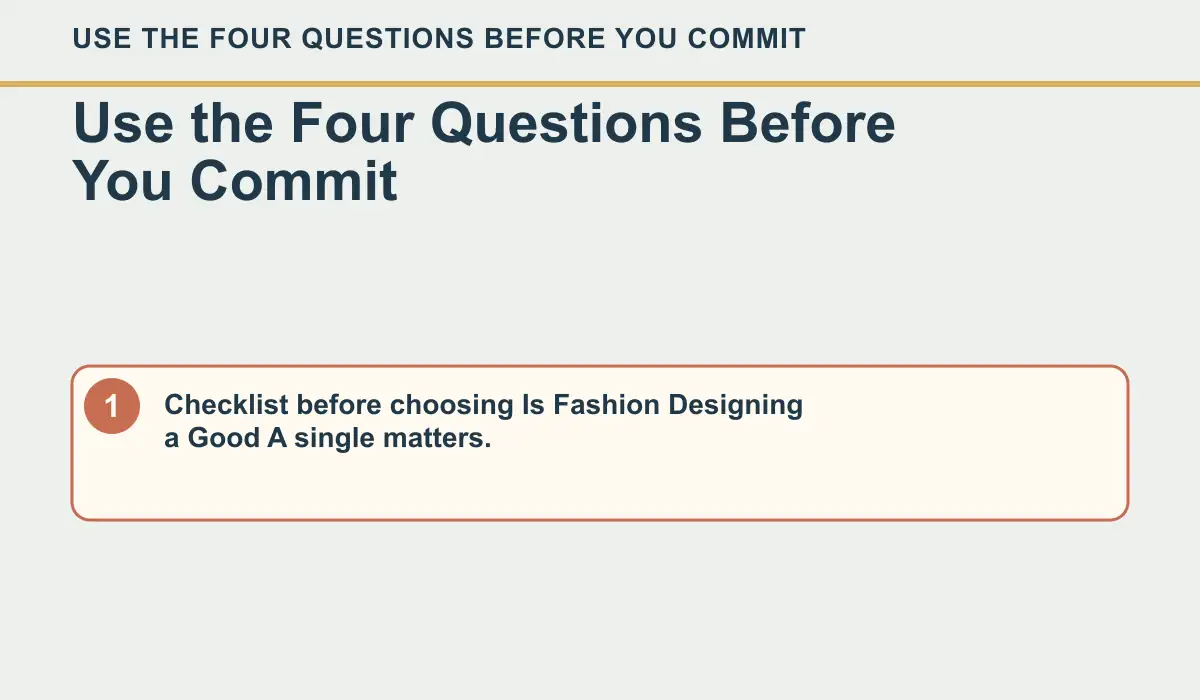 USE THE FOUR QUESTIONS BEFORE YOU COMMIT
Use the Four Questions Before
You Commit
1
Checklist before choosing Is Fashion Designing
a Good A single matters.